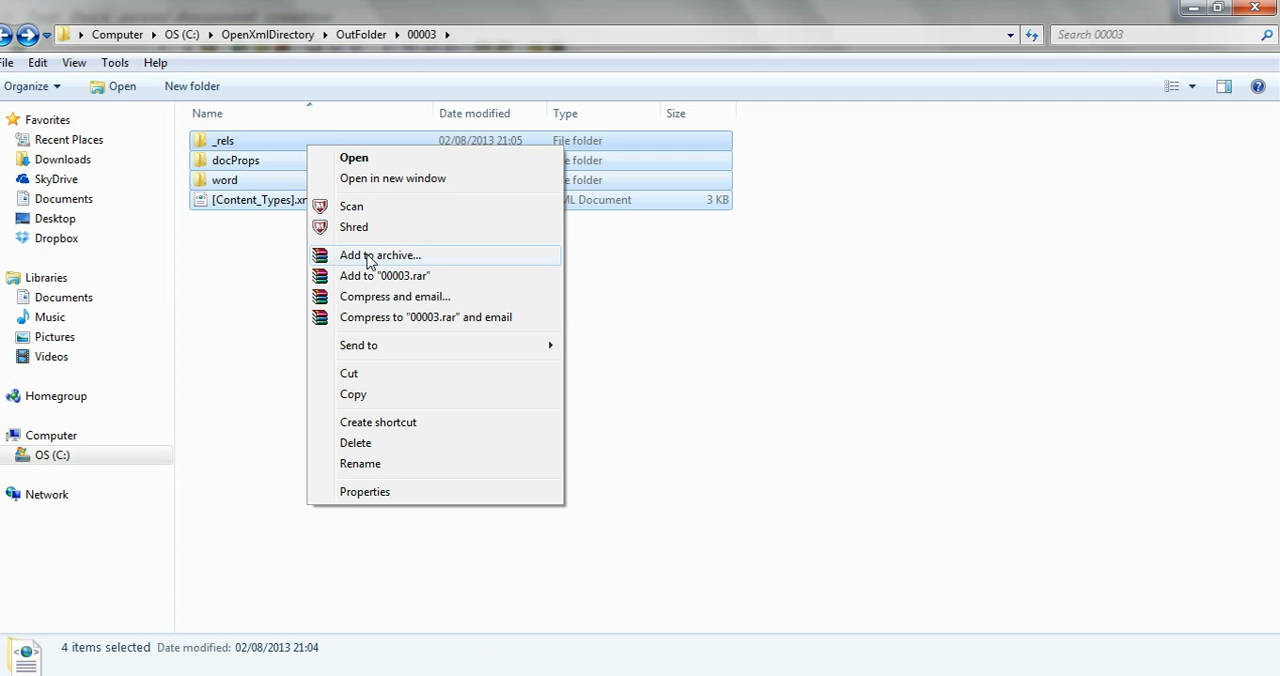 Computer ▸ OS (C:) ▸ OpenXmlDirectory ▸ OutFolder ▸ 00003 ▸
Search 00003
File Edit View Tools Help
Organize Open New folder
Name Date modified Type Size
Favorites
Recent Places
Downloads
SkyDrive
Documents
Desktop
Dropbox
Libraries
Documents
Music
Pictures
Videos
Homegroup
Computer
OS (C:)
Network
_rels 02/08/2013 21:05 File folder
docProps folder
word folder
[Content_Types].xm Document 3 KB
Open
Open in new window
Scan
Shred
Add to archive...
Add to "00003.rar"
Compress and email...
Compress to "00003.rar" and email
Send to
Cut
Copy
Create shortcut
Delete
Rename
Properties
4 items selected Date modified: 02/08/2013 21:04